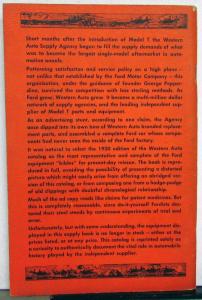 Short months after the introduction of Model T, the Western
Auto Supply Agency began to fill the supply demands of what
was to become the largest single-model aftermarket in auto-
motive annals.
Patterning satisfaction and service policy on a high plane -
not unlike that established by the Ford Motor Company - this
organization, under the guidance of founder George Pepper-
dine, survived the competition with less sterling methods. As
Ford grew, Western Auto grew. It became a multi-million dollar
network of supply agencies, and the leading independent sup-
plier of Model T parts and equipment.
As an advertising stunt, according to one claim, the Agency
once dipped into its own bins of Western Auto branded replace-
ment parts, and assembled a complete Ford car whose compo-
nents had never seen the inside of the Ford factory.
It was natural to select the 1920 edition of the Western Auto
catalog as the most representative and complete of the Ford
equipment "bibles" for present-day release. The book is repro-
duced in full, avoiding the possibility of presenting a distorted
picture which might easily arise from offering an abridged ver-
sion of this catalog, or from composing one from a hodge-podge
of old clippings with doubtful chronological relationship.
Much of the ad copy reads like claims for patent medicines. But
this is completely reasonable, since do-it-yourself Fordists doc-
tored their steel steeds by continuous experiments of trial and
error.
Unfortunately, but with some understanding, the equipment dis-
played in this supply book is no longer in stock - either at the
prices listed, or at any price. This catalog is reprinted solely as
a curiosity to authentically document the vital role in automobile
history played by the independent supplier.